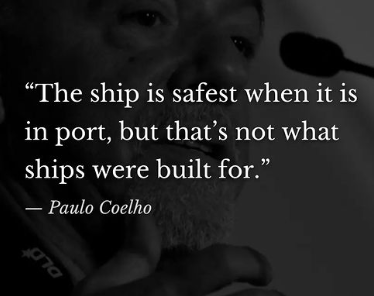 “The ship is safest when it is
in port, but that’s not what
ships were built for.”
— Paulo Coelho